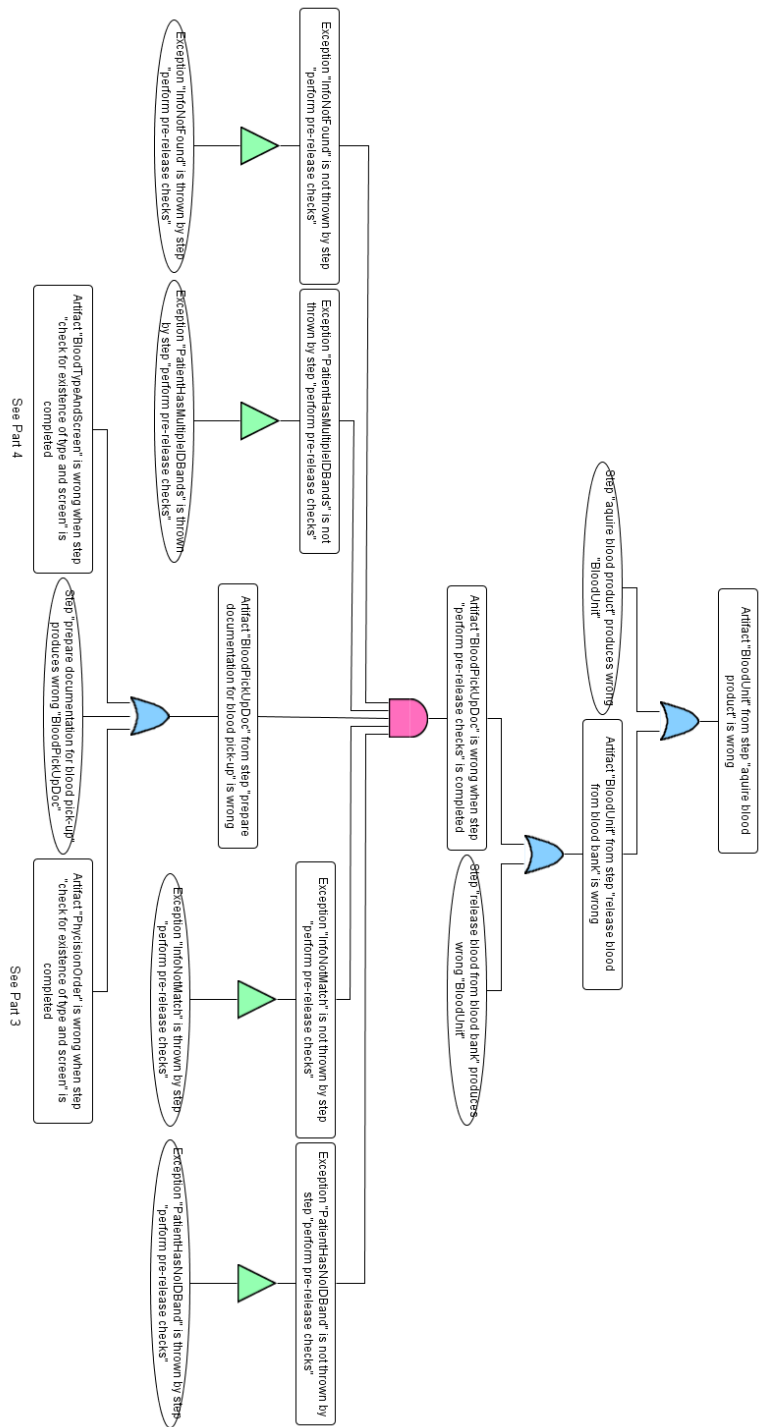 Artifact "BloodUnit" from step "aquire blood
product" is wrong
Step "aquire blood product" produces wrong
"BloodUnit"
Artifact "BloodUnit" from step "release blood
from blood bank" is wrong
Artifact "BloodPickUpDoc" is wrong when step
"perform pre-release checks" is completed
Step "release blood from blood bank" produces
wrong "BloodUnit"
Exception "InfoNotFound" is not thrown by step
"perform pre-release checks"
Exception "PatientHasMultipleIDBands" is not
thrown by step "perform pre-release checks"
Artifact "BloodPickUpDoc" from step "prepare
documentation for blood pick-up" is wrong
Exception "InfoNotMatch" is not thrown by step
"perform pre-release checks"
Exception "PatientHasNoIDBand" is not thrown by
step "perform pre-release checks"
Exception "InfoNotFound" is thrown by step
"perform pre-release checks"
Exception "PatientHasMultipleIDBands" is thrown
by step "perform pre-release checks"
Exception "InfoNotMatch" is thrown by step
"perform pre-release checks"
Exception "PatientHasNoIDBand" is thrown by step
"perform pre-release checks"
Artifact "BloodTypeAndScreen" is wrong when step
"check for existence of type and screen" is
completed
Step "prepare documentation for blood pick-up"
produces wrong "BloodPickUpDoc"
Artifact "PhycisionOrder" is wrong when step
"check for existence of type and screen" is
completed
See Part 4
See Part 3